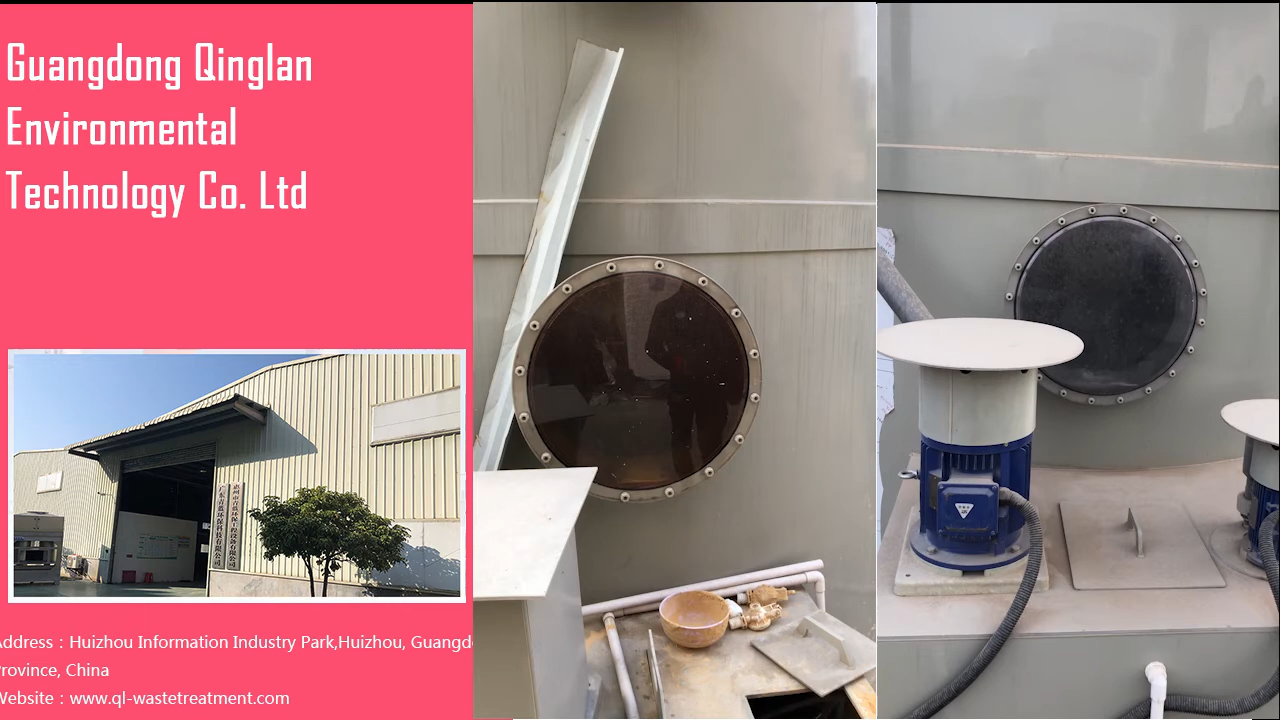 Guangdong Qinglan
Environmental
Technology Co. Ltd
Address : Huizhou Information Industry Park,Huizhou, Guangdo
Province, China
Website : www.ql-wastetreatment.com